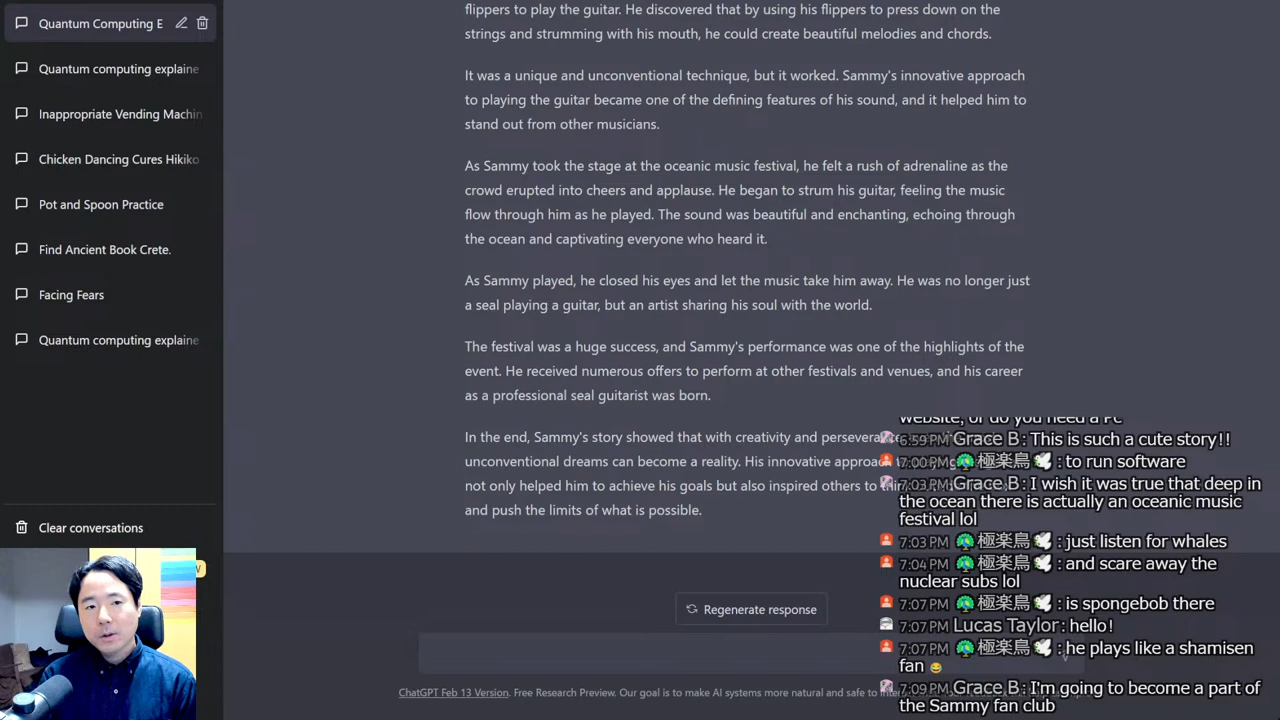 Quantum Computing E
Quantum computing explaine
Inappropriate Vending Machin
Chicken Dancing Cures Hikiko
Pot and Spoon Practice
Find Ancient Book Crete.
Facing Fears
Quantum computing explaine
Clear conversations
flippers to play the guitar. He discovered that by using his flippers to press down on the
strings and strumming with his mouth, he could create beautiful melodies and chords.
It was a unique and unconventional technique, but it worked. Sammy's innovative approach
to playing the guitar became one of the defining features of his sound, and it helped him to
stand out from other musicians.
As Sammy took the stage at the oceanic music festival, he felt a rush of adrenaline as the
crowd erupted into cheers and applause. He began to strum his guitar, feeling the music
flow through him as he played. The sound was beautiful and enchanting, echoing through
the ocean and captivating everyone who heard it.
As Sammy played, he closed his eyes and let the music take him away. He was no longer just
a seal playing a guitar, but an artist sharing his soul with the world.
The festival was a huge success, and Sammy's performance was one of the highlights of the
event. He received numerous offers to perform at other festivals and venues, and his career
as a professional seal guitarist was born.
In the end, Sammy's story showed that with creativity and
unconventional dreams can become a reality. His innovative
not only helped him to achieve his goals but also inspired others to
and push the limits of what is possible.
Regenerate response
ChatGPT Feb 13 Version. Free Research Preview. Our goal is to make AI systems more natural and safe to
website, or do you need a PC
6:59 PM Grace B: This is such a cute story!!
7:00 PM 🦚極楽鳥🕊: to run software
7:03 PM Grace B: I wish it was true that deep in
the ocean there is actually an oceanic music
festival lol
7:03 PM 🦚極楽鳥🕊: just listen for whales
7:04 PM 🦚極楽鳥🕊: and scare away the
nuclear subs lol
7:07 PM 🦚極楽鳥🕊: is spongebob there
7:07 PM Lucas Taylor: hello!
7:07 PM 🦚極楽鳥🕊: he plays like a shamisen
fan 😂
7:09 PM Grace B: I'm going to become a part of
the Sammy fan club